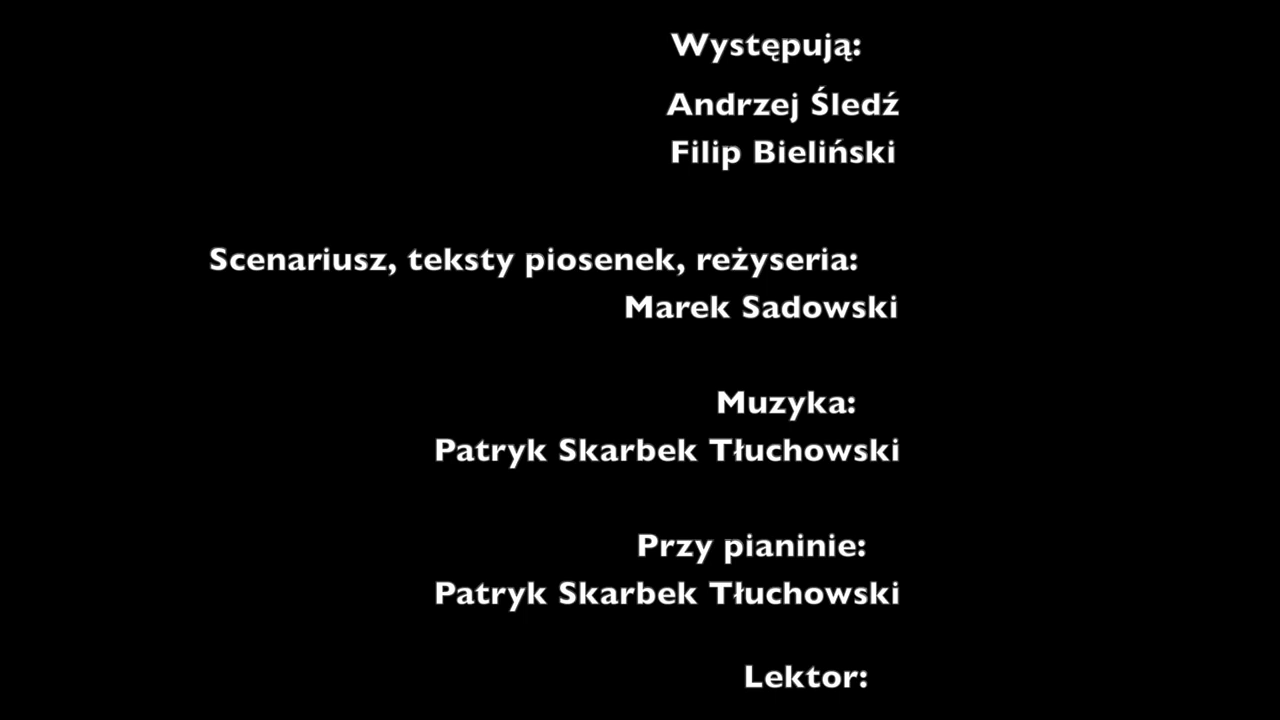 Występują:
Andrzej Śledź
Filip Bieliński
Scenariusz, teksty piosenek, reżyseria:
Marek Sadowski
Muzyka:
Patryk Skarbek Tłuchowski
Przy pianinie:
Patryk Skarbek Tłuchowski
Lektor: